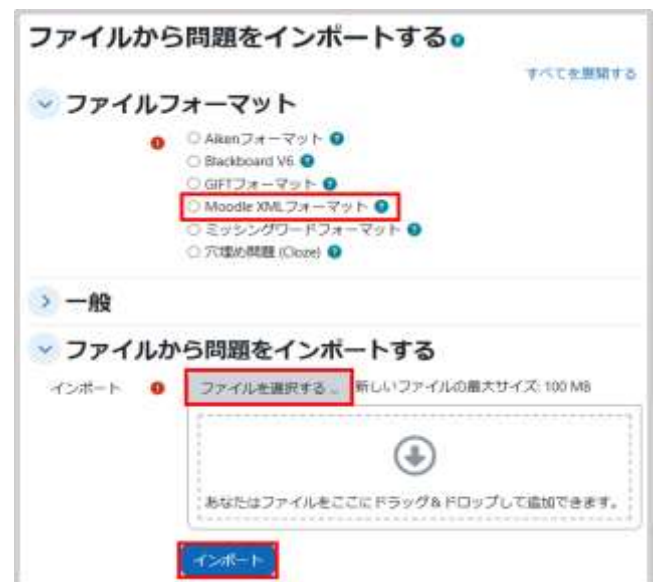 ファイルから問題をインポートする
すべてを展開する
ファイルフォーマット
Aikenフォーマット
Blackboard V6
GIFTフォーマット
Moodle XMLフォーマット
ミッシングワードフォーマット
穴埋め問題 (Cloze)
一般
ファイルから問題をインポートする
インポート ファイルを選択する ... 新しいファイルの最大サイズ: 100 MB
あなたはファイルをここにドラッグ&ドロップして追加できます。
インポート